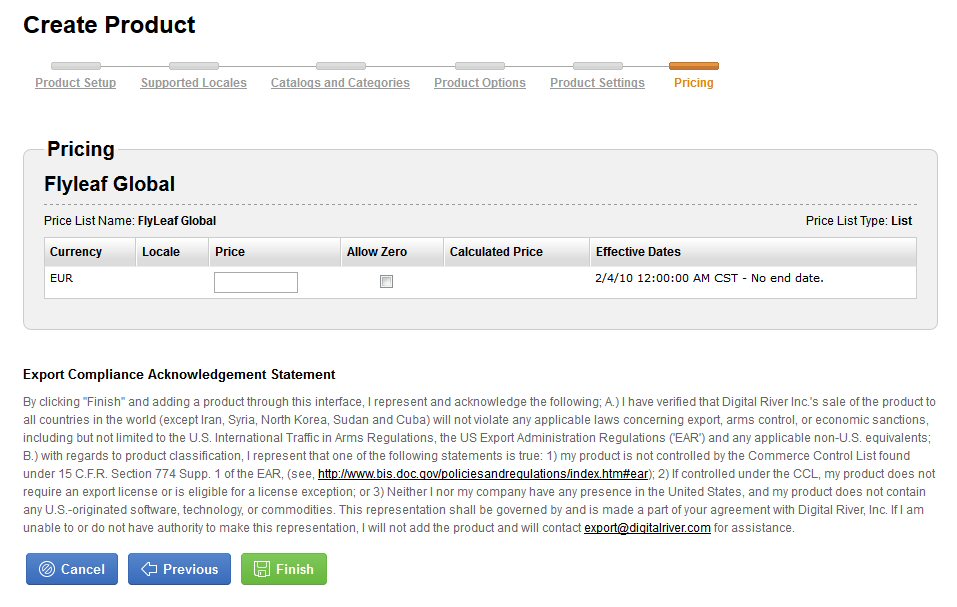 Create Product
Product Setup Supported Locales Catalogs and Categories Product Options Product Settings Pricing
Pricing
Flyleaf Global
Price List Name: FlyLeaf Global Price List Type: List
Currency Locale Price Allow Zero Calculated Price Effective Dates
EUR 2/4/10 12:00:00 AM CST - No end date.
Export Compliance Acknowledgement Statement
By clicking "Finish" and adding a product through this interface, I represent and acknowledge the following; A.) I have verified that Digital River Inc.'s sale of the product to
all countries in the world (except Iran, Syria, North Korea, Sudan and Cuba) will not violate any applicable laws concerning export, arms control, or economic sanctions,
including but not limited to the U.S. International Traffic in Arms Regulations, the US Export Administration Regulations ('EAR') and any applicable non-U.S. equivalents;
B.) with regards to product classification, I represent that one of the following statements is true: 1) my product is not controlled by the Commerce Control List found
under 15 C.F.R. Section 774 Supp. 1 of the EAR, (see, http://www.bis.doc.gov/policiesandregulations/index.htm#ear); 2) If controlled under the CCL, my product does not
require an export license or is eligible for a license exception; or 3) Neither I nor my company have any presence in the United States, and my product does not contain
any U.S.-originated software, technology, or commodities. This representation shall be governed by and is made a part of your agreement with Digital River, Inc. If I am
unable to or do not have authority to make this representation, I will not add the product and will contact export@digitalriver.com for assistance.
Cancel Previous Finish